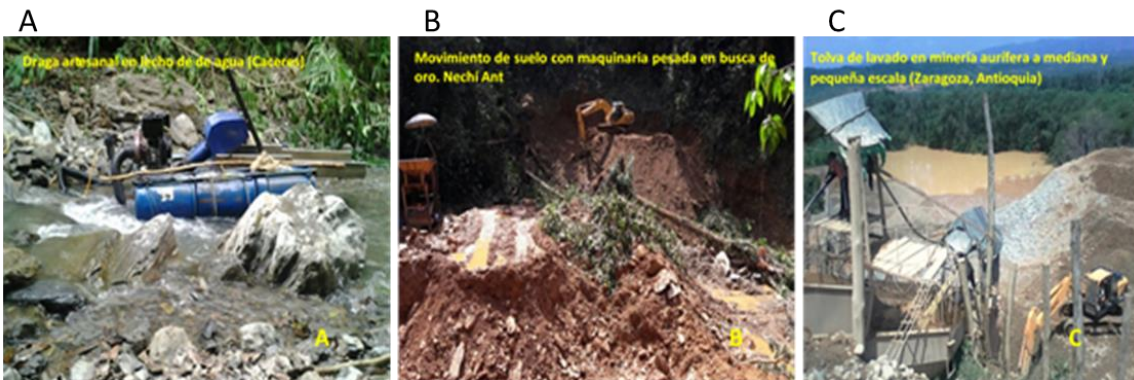 A
B
C
Draga artesanal en lecho de de agua (Caceres)
A
Movimiento de suelo con maquinaria pesada en busca de
oro. Nechí Ant
B
Tolva de lavado en minería aurífera a mediana y
pequeña escala (Zaragoza, Antioquia)
C